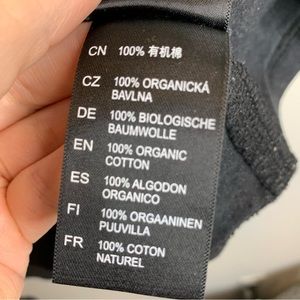 CN 100% 有机棉
CZ 100% ORGANICKÁ
BAVLNA
DE 100% BIOLOGISCHE
BAUMWOLLE
EN 100% ORGANIC
COTTON
ES 100% ALGODON
ORGANICO
FI 100% ORGAANINEN
PUUVILLA
FR 100% COTON
NATUREL